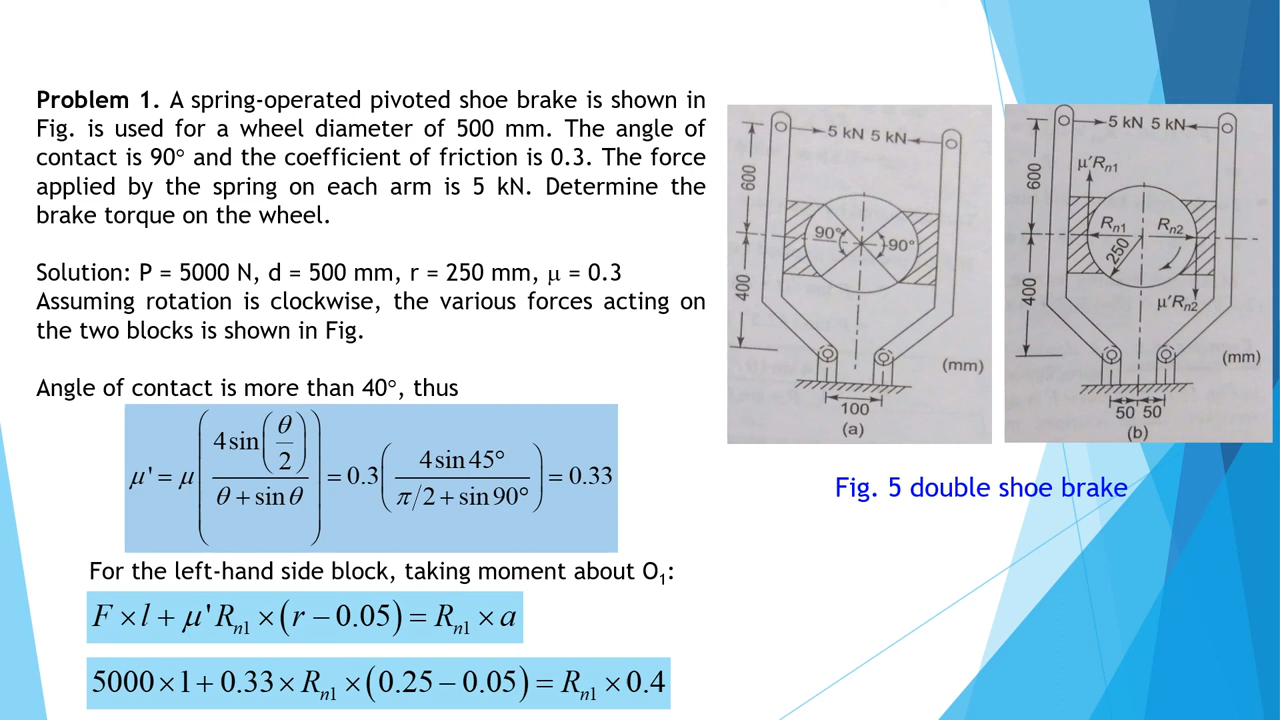 Problem 1. A spring-operated pivoted shoe brake is shown in
Fig. is used for a wheel diameter of 500 mm. The angle of
contact is 90° and the coefficient of friction is 0.3. The force
applied by the spring on each arm is 5 kN. Determine the
brake torque on the wheel.
Solution: P = 5000 N, d = 500 mm, r = 250 mm, μ = 0.3
Assuming rotation is clockwise, the various forces acting on
the two blocks is shown in Fig.
Angle of contact is more than 40°, thus
μ' = μ (4 sin(θ/2) / (θ + sin θ)) = 0.3 (4 sin 45° / (π/2 + sin 90°)) = 0.33
For the left-hand side block, taking moment about O₁:
F × l + μ' Rₙ₁ × (r − 0.05) = Rₙ₁ × a
5000 × 1 + 0.33 × Rₙ₁ × (0.25 − 0.05) = Rₙ₁ × 0.4
5 kN 5 kN
600
90° 90°
400
(mm)
100
(a)
5 kN 5 kN
μ'Rn1
600
Rn1 Rn2
250
400
μ'Rn2
(mm)
50 50
(b)
Fig. 5 double shoe brake